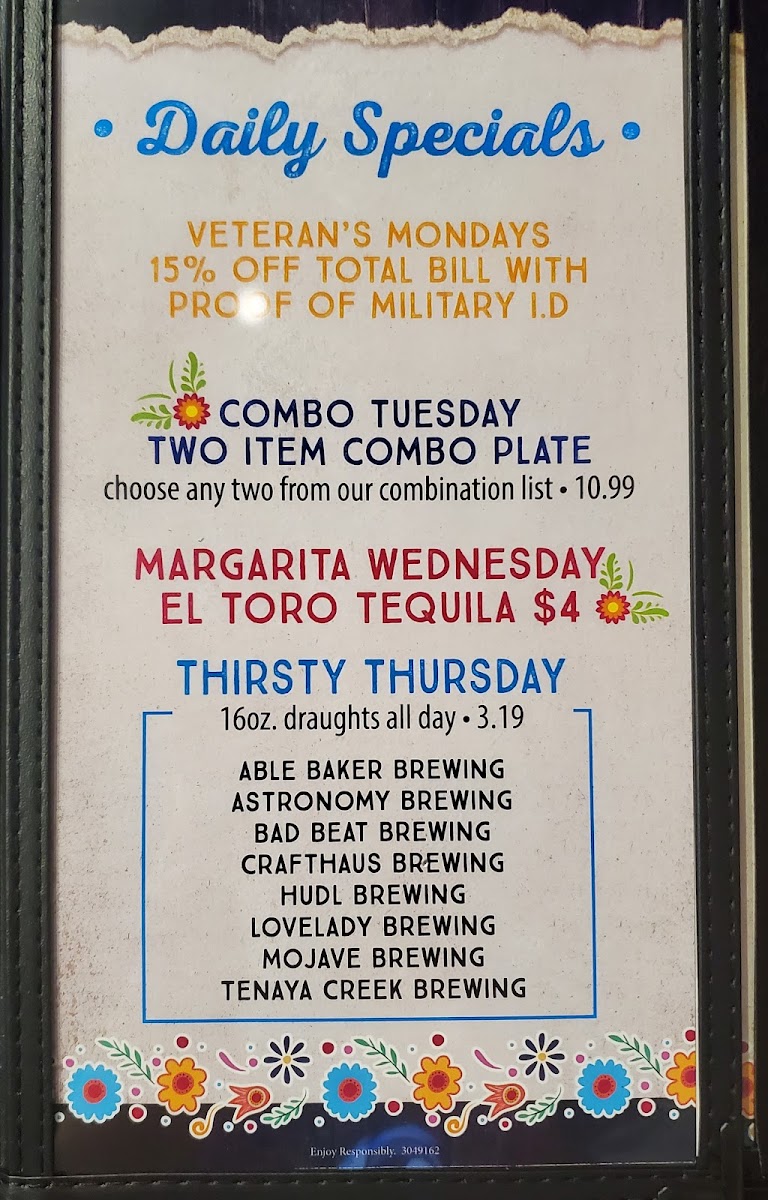 • Daily Specials •
VETERAN'S MONDAYS
15% OFF TOTAL BILL WITH
PROOF OF MILITARY I.D
COMBO TUESDAY
TWO ITEM COMBO PLATE
choose any two from our combination list • 10.99
MARGARITA WEDNESDAY
EL TORO TEQUILA $4
THIRSTY THURSDAY
16oz. draughts all day • 3.19
ABLE BAKER BREWING
ASTRONOMY BREWING
BAD BEAT BREWING
CRAFTHAUS BREWING
HUDL BREWING
LOVELADY BREWING
MOJAVE BREWING
TENAYA CREEK BREWING
Enjoy Responsibly. 3049162